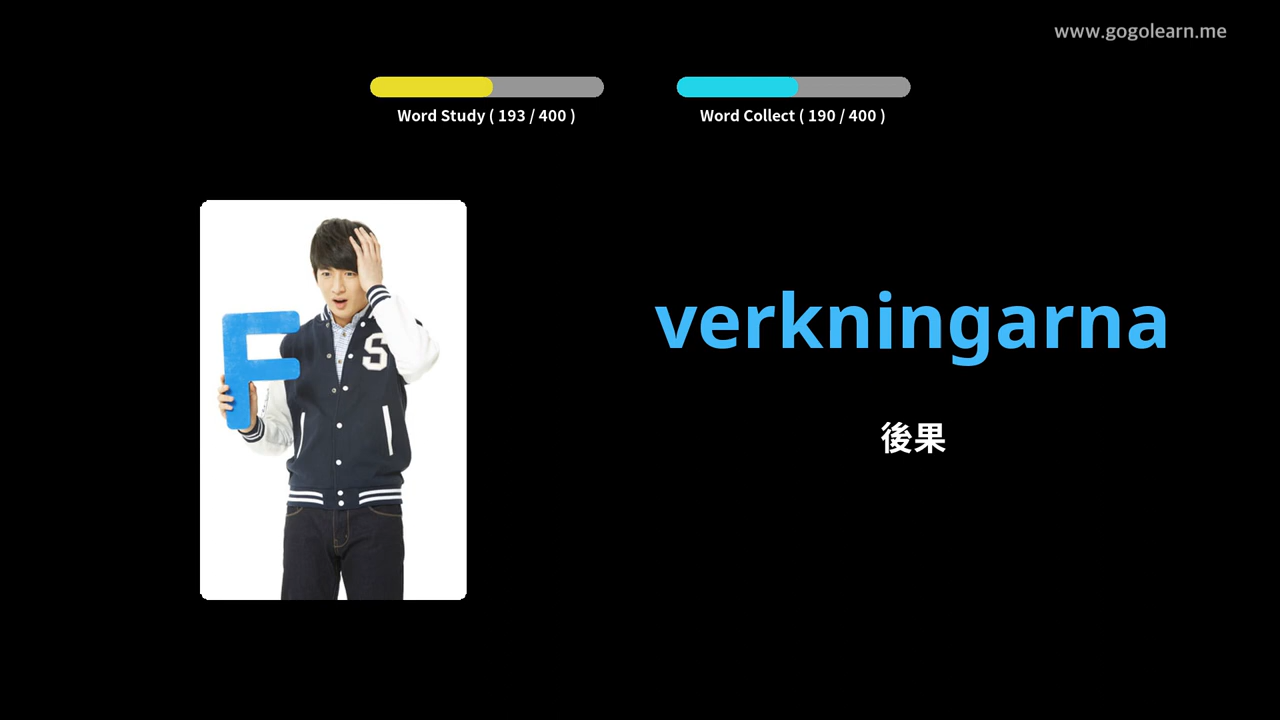 www.gogolearn.me
Word Study ( 193 / 400 )
Word Collect ( 190 / 400 )
F
S
verkningarna
後果